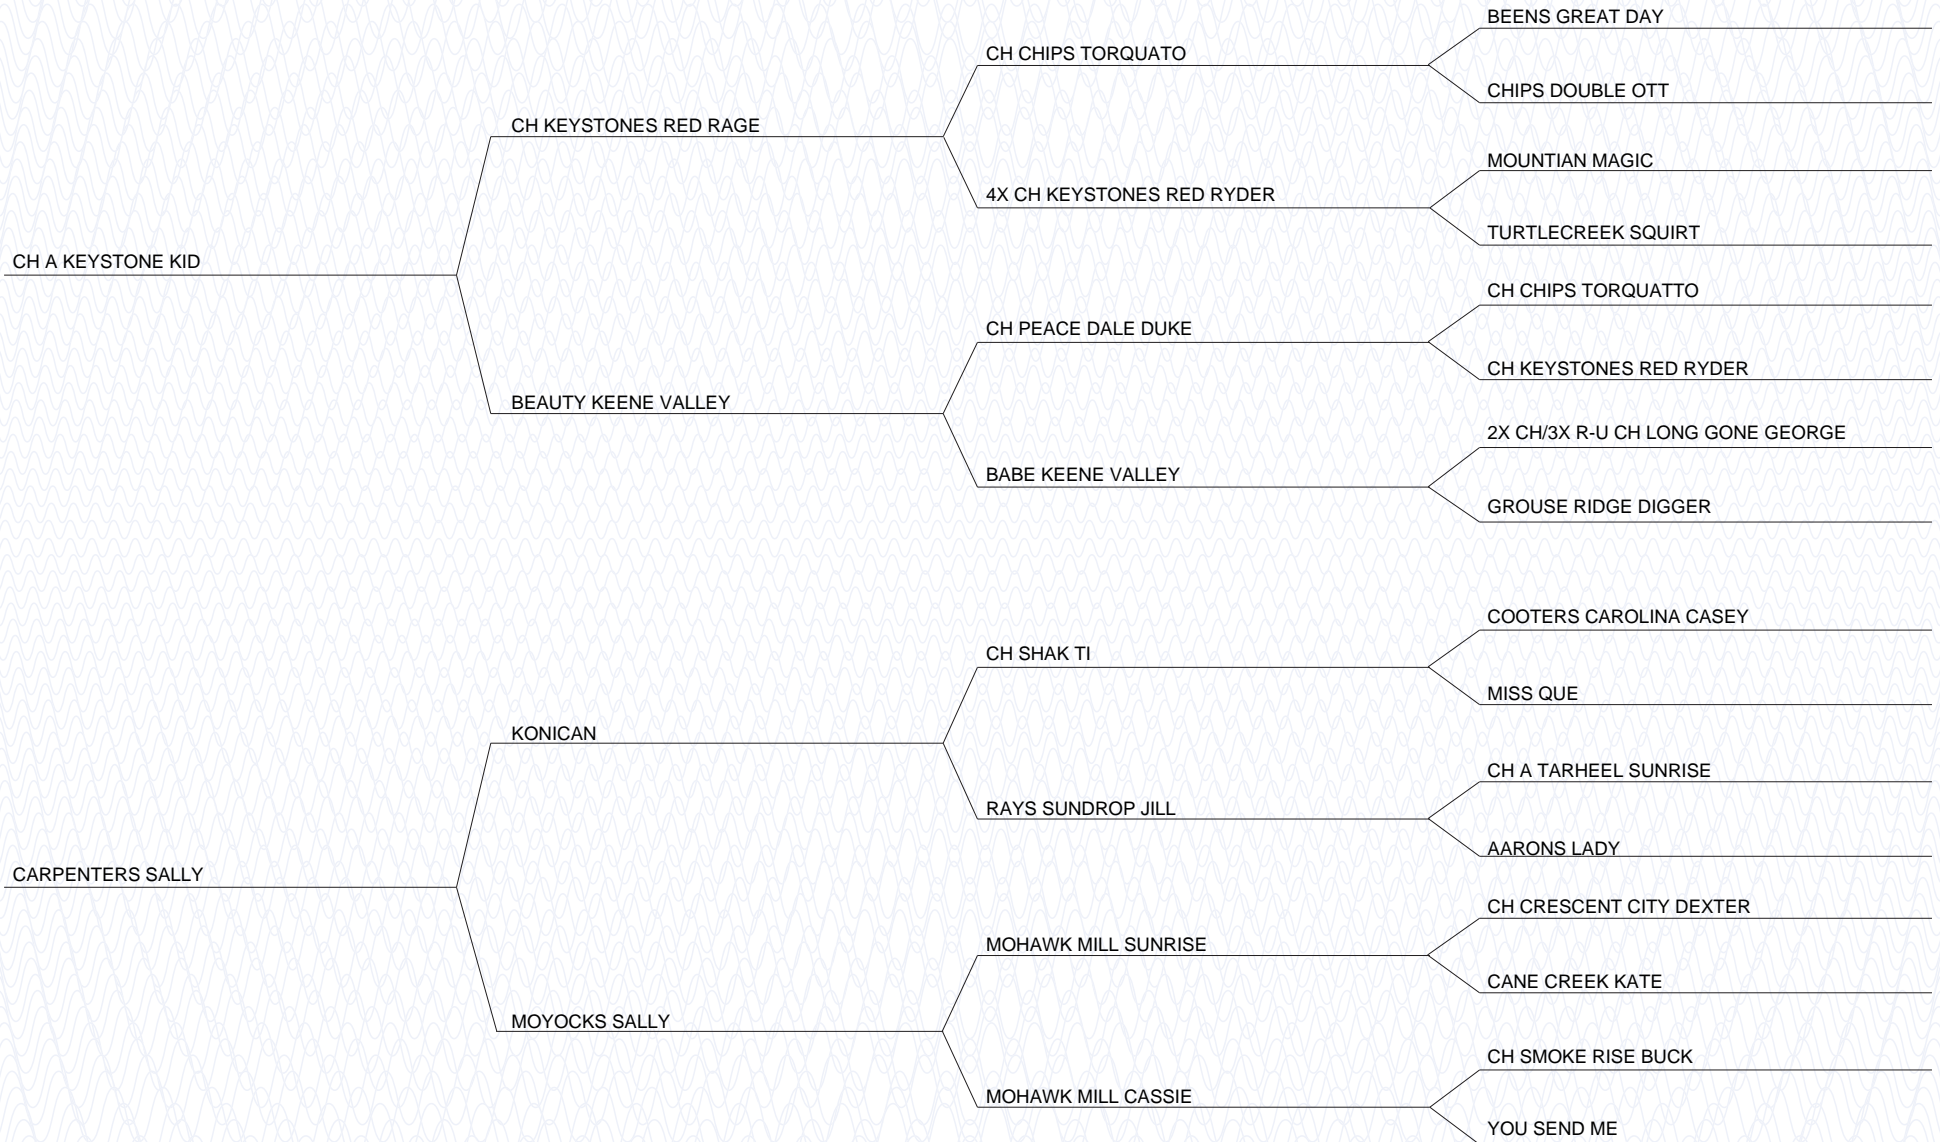 BEENS GREAT DAY
CH CHIPS TORQUATO
CHIPS DOUBLE OTT
CH KEYSTONES RED RAGE
MOUNTIAN MAGIC
4X CH KEYSTONES RED RYDER
TURTLECREEK SQUIRT
CH A KEYSTONE KID
CH CHIPS TORQUATTO
CH PEACE DALE DUKE
CH KEYSTONES RED RYDER
BEAUTY KEENE VALLEY
2X CH/3X R-U CH LONG GONE GEORGE
BABE KEENE VALLEY
GROUSE RIDGE DIGGER
COOTERS CAROLINA CASEY
CH SHAK TI
MISS QUE
KONICAN
CH A TARHEEL SUNRISE
RAYS SUNDROP JILL
AARONS LADY
CARPENTERS SALLY
CH CRESCENT CITY DEXTER
MOHAWK MILL SUNRISE
CANE CREEK KATE
MOYOCKS SALLY
CH SMOKE RISE BUCK
MOHAWK MILL CASSIE
YOU SEND ME